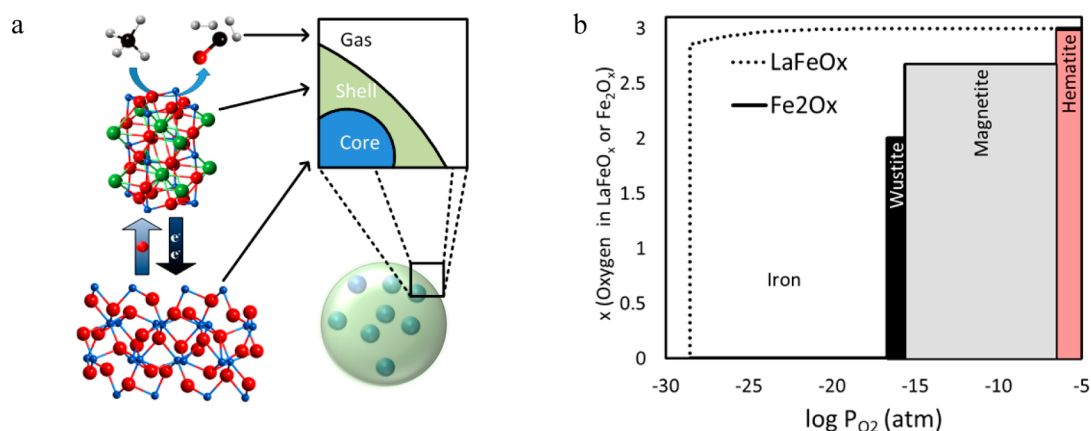 a
Gas
Shell
Core
e⁻
e⁻
b
x (Oxygen in LaFeOₓ or Fe₂Oₓ)
3
2.5
2
1.5
1
0.5
0
LaFeOx
Fe2Ox
Iron
Wustite
Magnetite
Hematite
-30
-25
-20
-15
-10
-5
log P_O2 (atm)